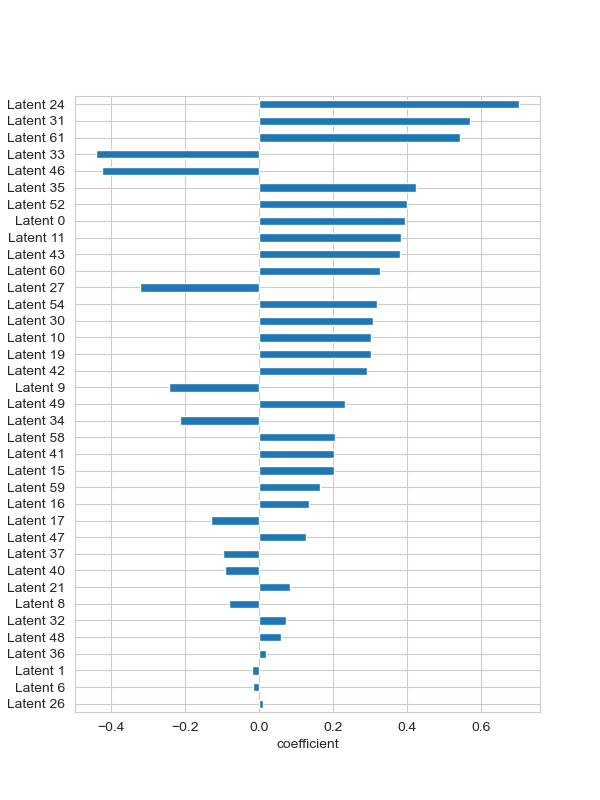 Latent 24
Latent 31
Latent 61
Latent 33
Latent 46
Latent 35
Latent 52
Latent 0
Latent 11
Latent 43
Latent 60
Latent 27
Latent 54
Latent 30
Latent 10
Latent 19
Latent 42
Latent 9
Latent 49
Latent 34
Latent 58
Latent 41
Latent 15
Latent 59
Latent 16
Latent 17
Latent 47
Latent 37
Latent 40
Latent 21
Latent 8
Latent 32
Latent 48
Latent 36
Latent 1
Latent 6
Latent 26
−0.4 −0.2 0.0 0.2 0.4 0.6
coefficient